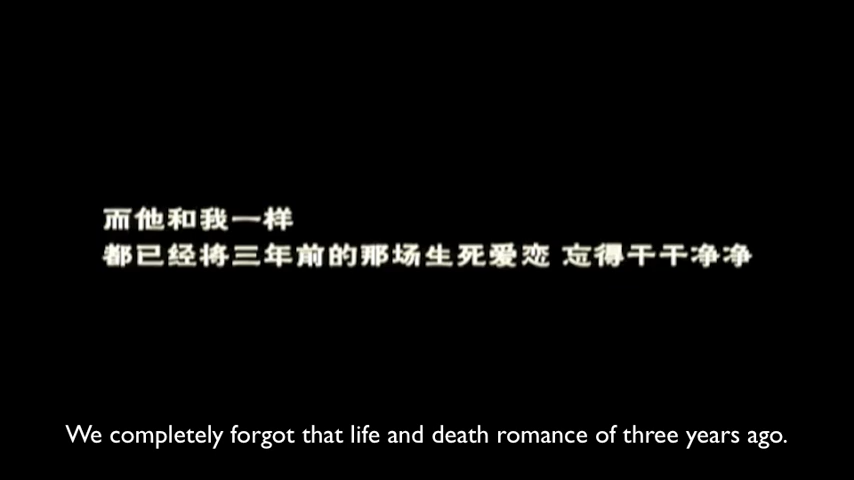 而他和我一样
都已经将三年前的那场生死爱恋 忘得干干净净
We completely forgot that life and death romance of three years ago.